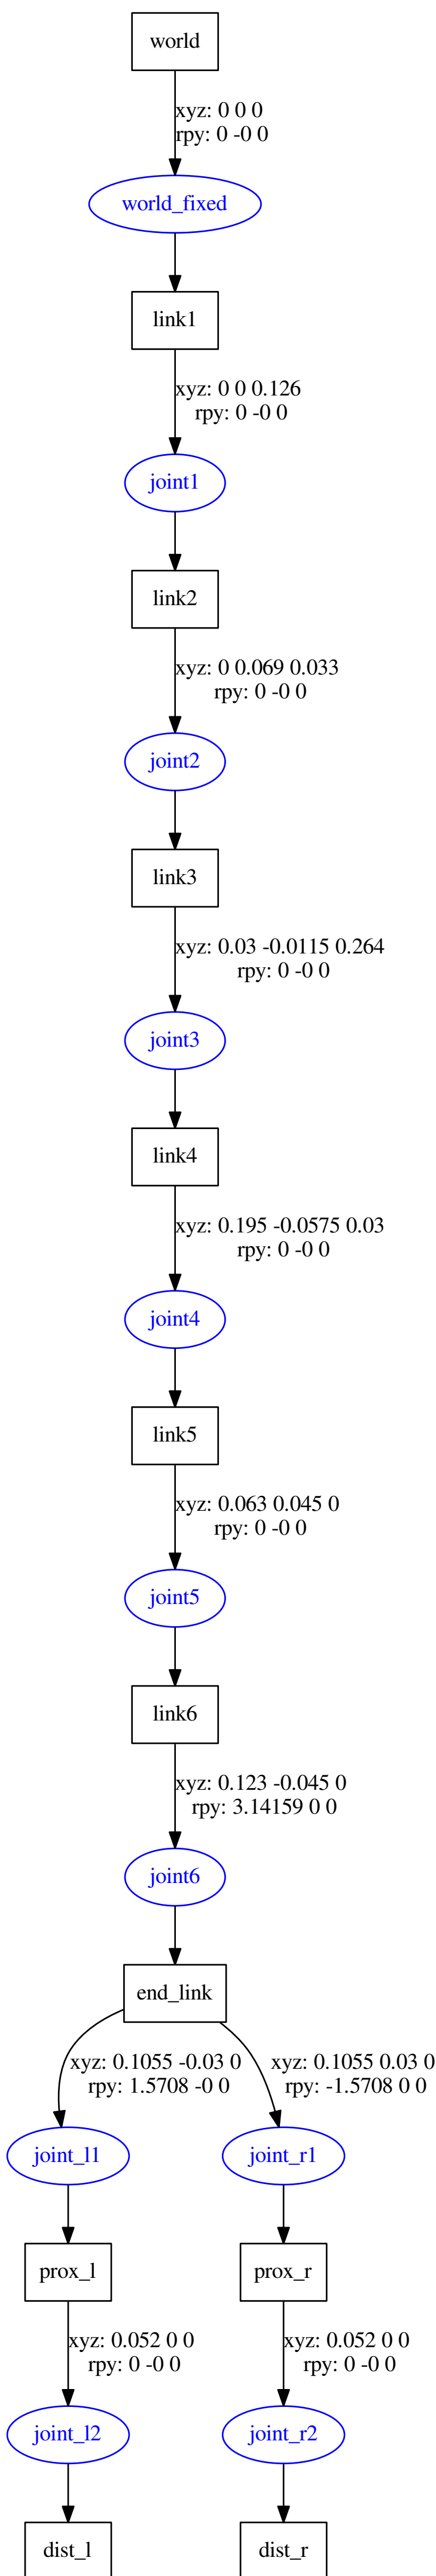 world
xyz: 0 0 0
rpy: 0 -0 0
world_fixed
link1
xyz: 0 0 0.126
rpy: 0 -0 0
joint1
link2
xyz: 0 0.069 0.033
rpy: 0 -0 0
joint2
link3
xyz: 0.03 -0.0115 0.264
rpy: 0 -0 0
joint3
link4
xyz: 0.195 -0.0575 0.03
rpy: 0 -0 0
joint4
link5
xyz: 0.063 0.045 0
rpy: 0 -0 0
joint5
link6
xyz: 0.123 -0.045 0
rpy: 3.14159 0 0
joint6
end_link
xyz: 0.1055 -0.03 0
rpy: 1.5708 -0 0
xyz: 0.1055 0.03 0
rpy: -1.5708 0 0
joint_l1
joint_r1
prox_l
prox_r
xyz: 0.052 0 0
rpy: 0 -0 0
xyz: 0.052 0 0
rpy: 0 -0 0
joint_l2
joint_r2
dist_l
dist_r